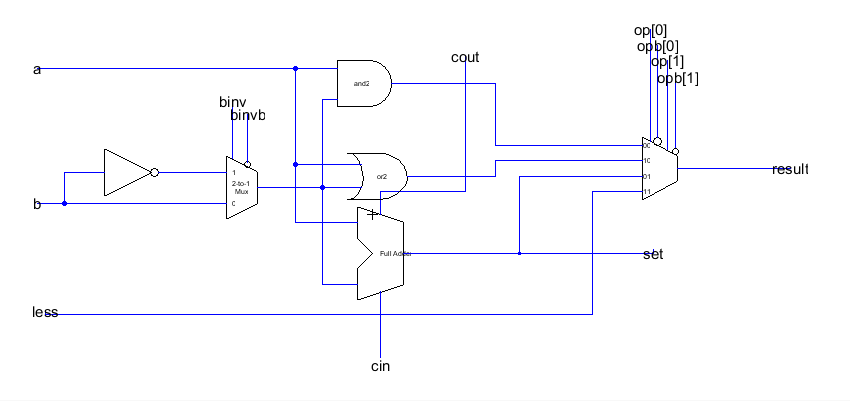 op[0]
opb[0]
op[1]
opb[1]
cout
a
and2
binv
binvb
00
10
01
11
1
2-to-1
Mux
0
or2
result
b
+
Full Adder
set
less
cin